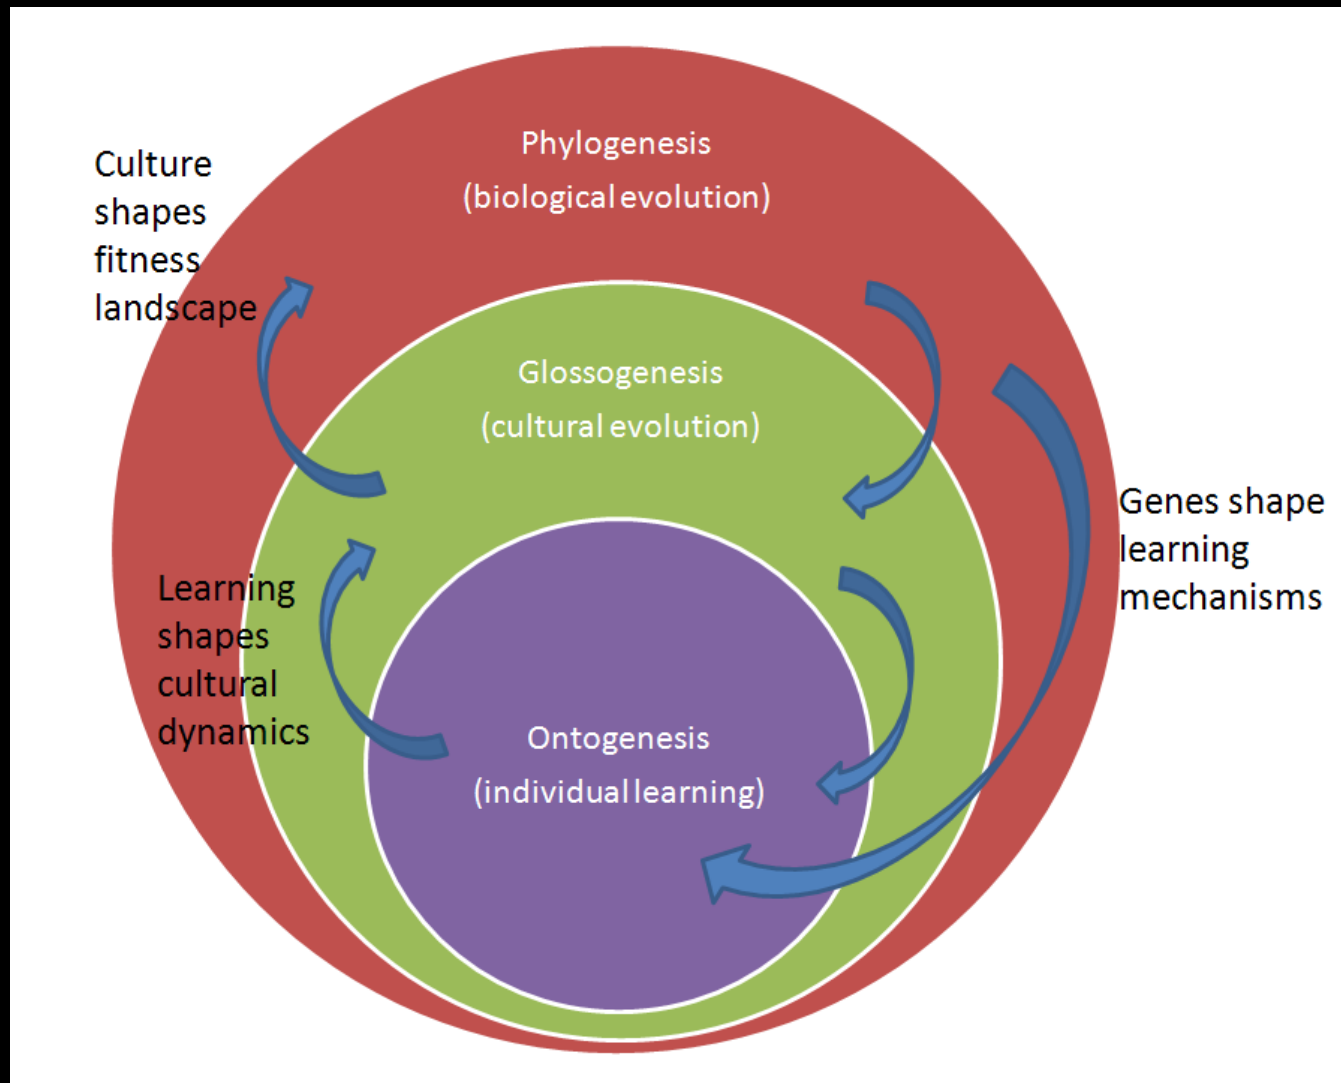 Phylogenesis
(biological evolution)
Culture
shapes
fitness
landscape
Glossogenesis
(cultural evolution)
Genes shape
learning
mechanisms
Learning
shapes
cultural
dynamics
Ontogenesis
(individual learning)